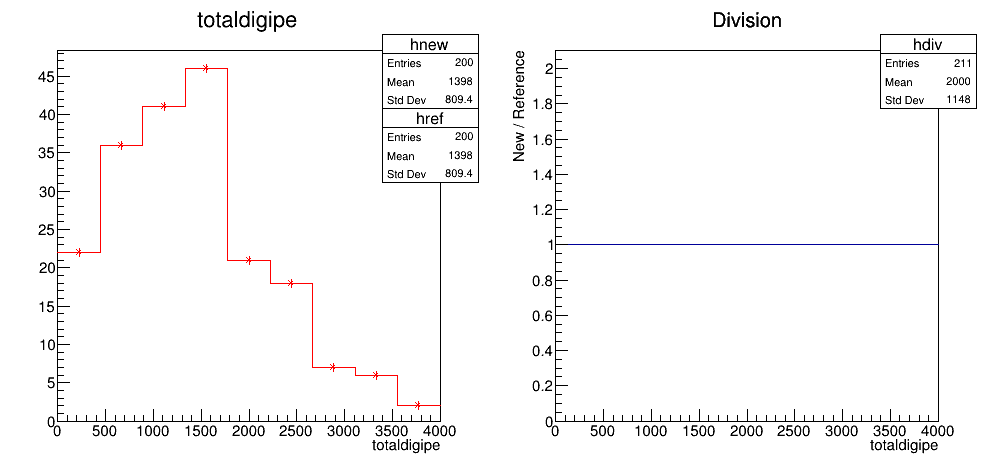 totaldigipe
hnew
Entries 200
Mean 1398
Std Dev 809.4
href
Entries 200
Mean 1398
Std Dev 809.4
45
40
35
30
25
20
15
10
5
0
0 500 1000 1500 2000 2500 3000 3500 4000
totaldigipe
Division
hdiv
Entries 211
Mean 2000
Std Dev 1148
New / Reference
2
1.8
1.6
1.4
1.2
1
0.8
0.6
0.4
0.2
0
0 500 1000 1500 2000 2500 3000 3500 4000
totaldigipe